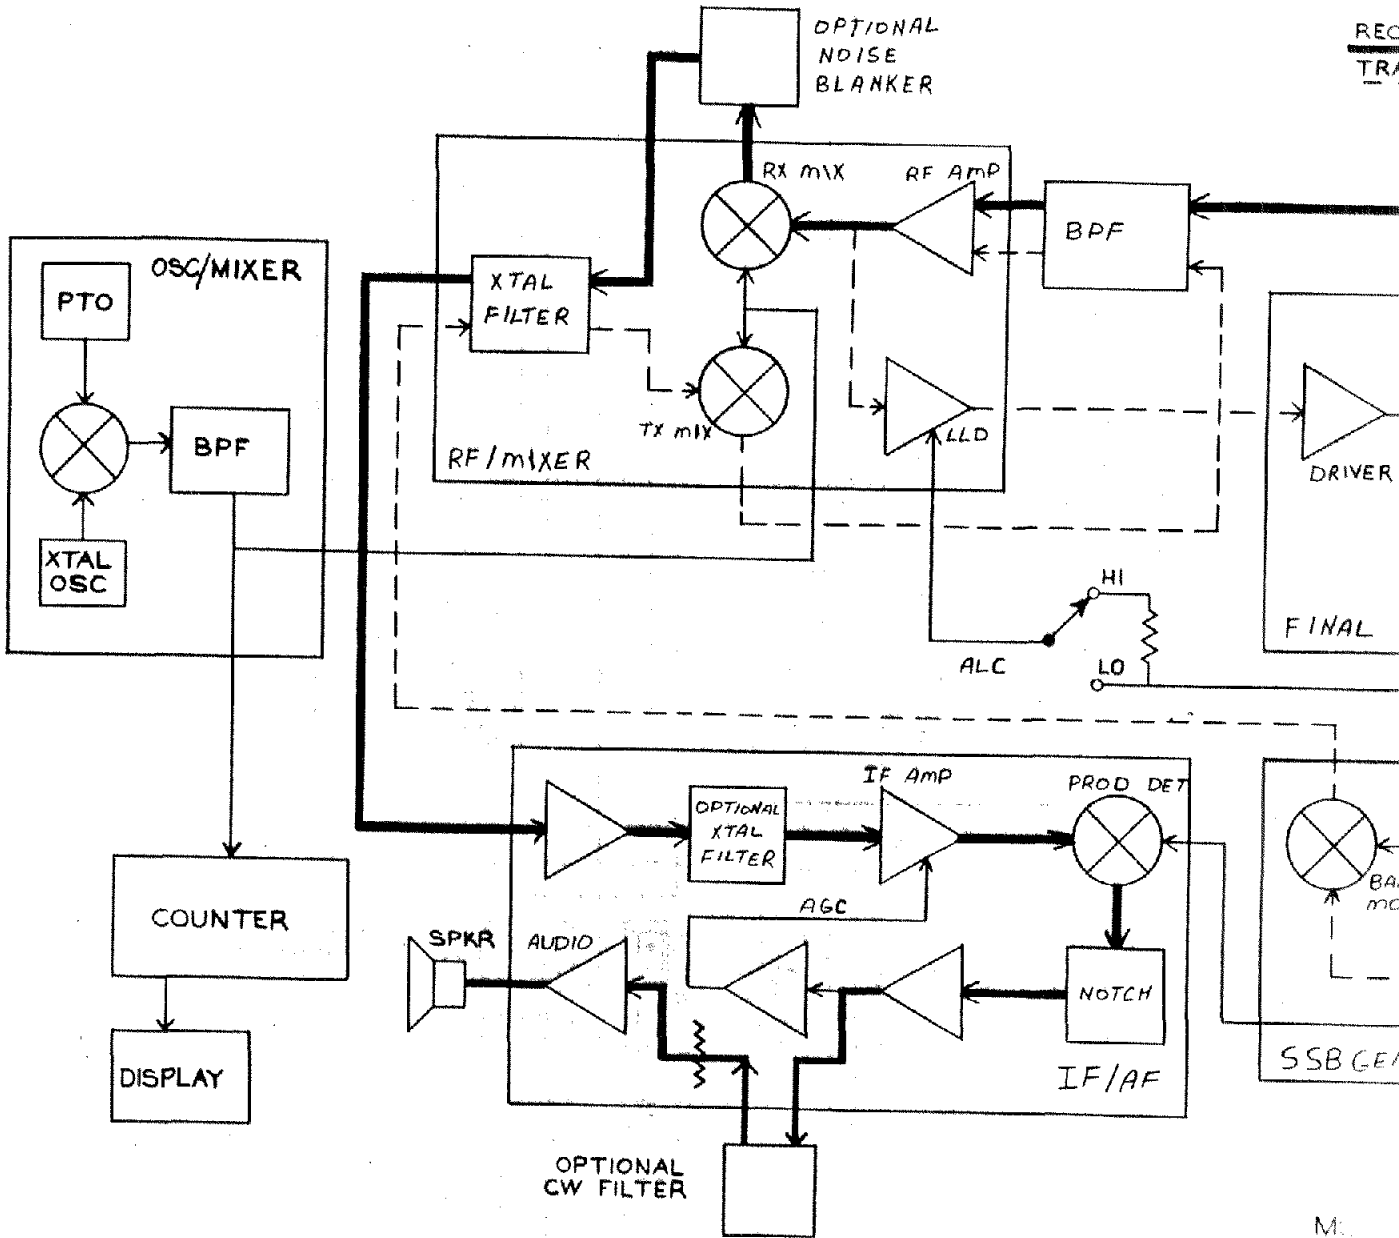 OPTIONAL
NOISE
BLANKER
RX MIX
RF AMP
BPF
OSC/MIXER
PTO
XTAL
FILTER
BPF
TX MIX
LLD
RF/MIXER
DRIVER
XTAL
OSC
HI
ALC
LO
FINAL
IF AMP
PROD DET
OPTIONAL
XTAL
FILTER
COUNTER
AGC
SPKR
AUDIO
NOTCH
DISPLAY
IF/AF
SSB
OPTIONAL
CW FILTER